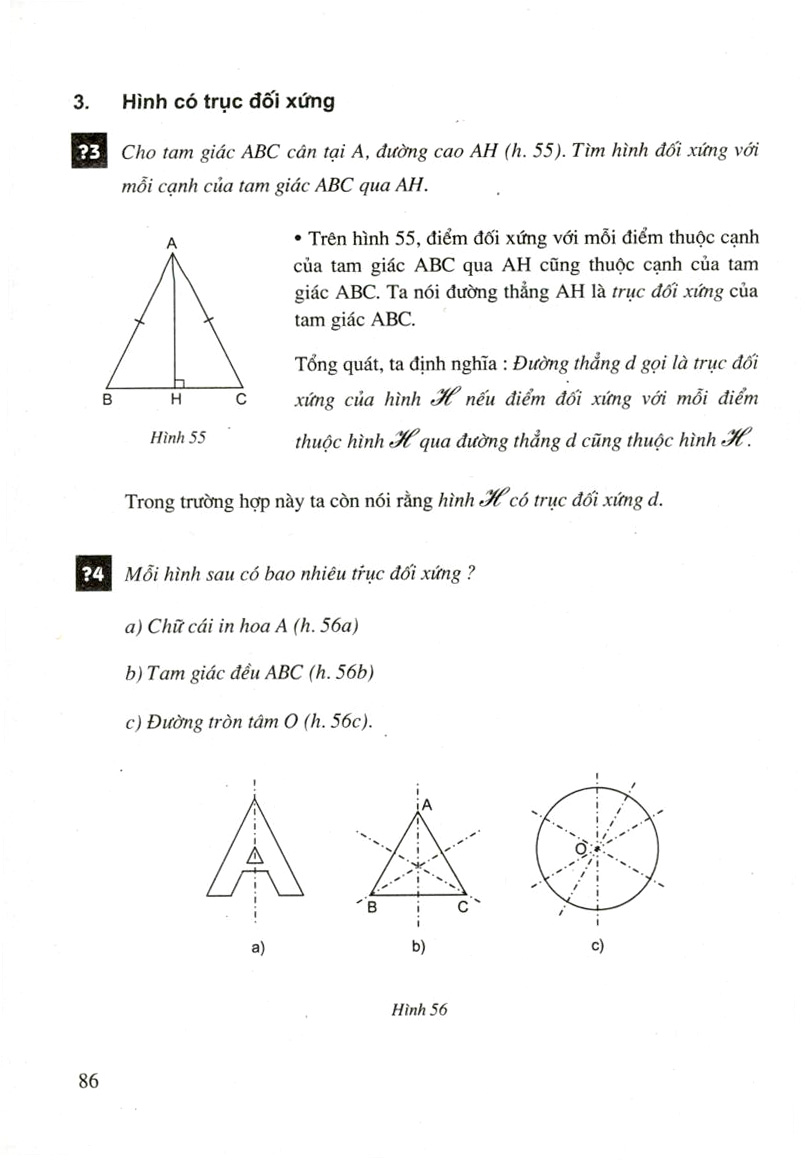 3. Hình có trục đối xứng
?3 Cho tam giác ABC cân tại A, đường cao AH (h. 55). Tìm hình đối xứng với
mỗi cạnh của tam giác ABC qua AH.
A
B H C
Hình 55
• Trên hình 55, điểm đối xứng với mỗi điểm thuộc cạnh
của tam giác ABC qua AH cũng thuộc cạnh của tam
giác ABC. Ta nói đường thẳng AH là trục đối xứng của
tam giác ABC.
Tổng quát, ta định nghĩa : Đường thẳng d gọi là trục đối
xứng của hình ℋ nếu điểm đối xứng với mỗi điểm
thuộc hình ℋ qua đường thẳng d cũng thuộc hình ℋ.
Trong trường hợp này ta còn nói rằng hình ℋ có trục đối xứng d.
?4 Mỗi hình sau có bao nhiêu trục đối xứng ?
a) Chữ cái in hoa A (h. 56a)
b) Tam giác đều ABC (h. 56b)
c) Đường tròn tâm O (h. 56c).
A
O
B C
a) b) c)
Hình 56
86